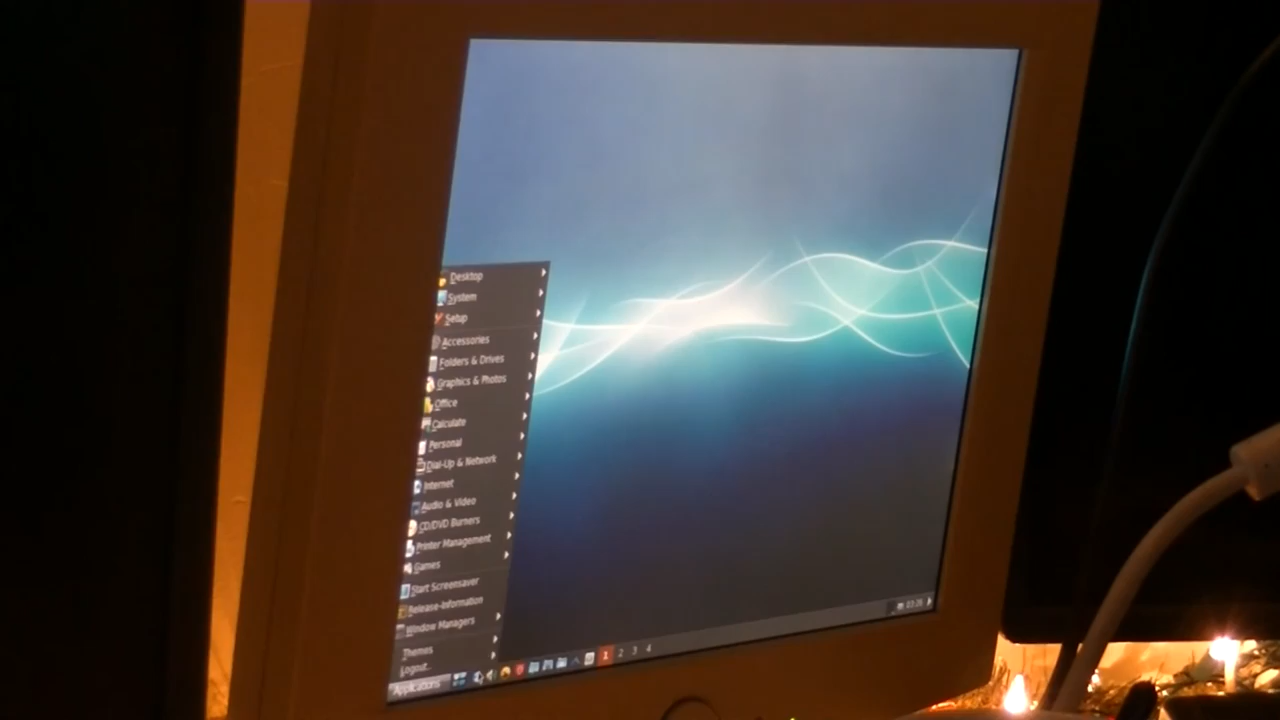 Desktop
System
Setup
Accessories
Folders & Drives
Graphics & Photos
Office
Calculate
Personal
Dial-Up & Network
Internet
Audio & Video
CD/DVD Burners
Printer Management
Games
Start Screensaver
Release-Information
Window Managers
Themes
Logout...
Applications
1 2 3 4